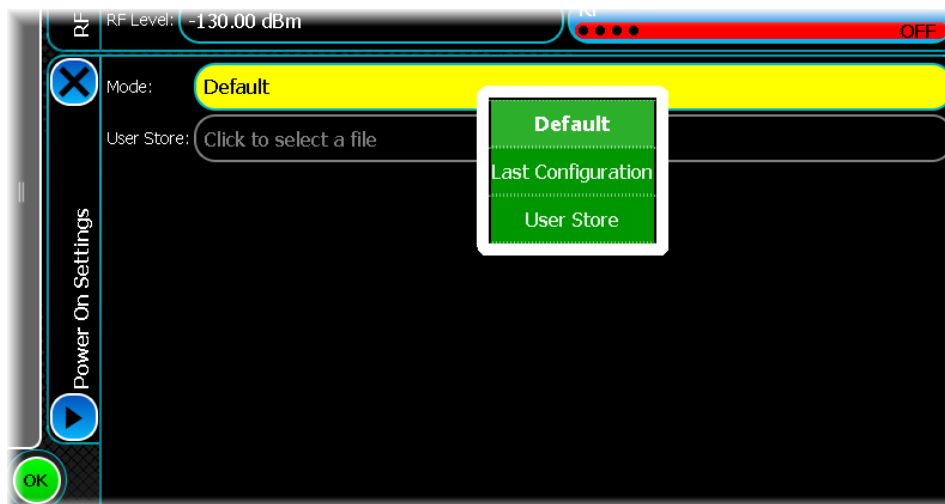 RF
RF Level:
-130.00 dBm
OFF
Mode:
Default
User Store:
Click to select a file
Default
Last Configuration
User Store
Power On Settings
OK